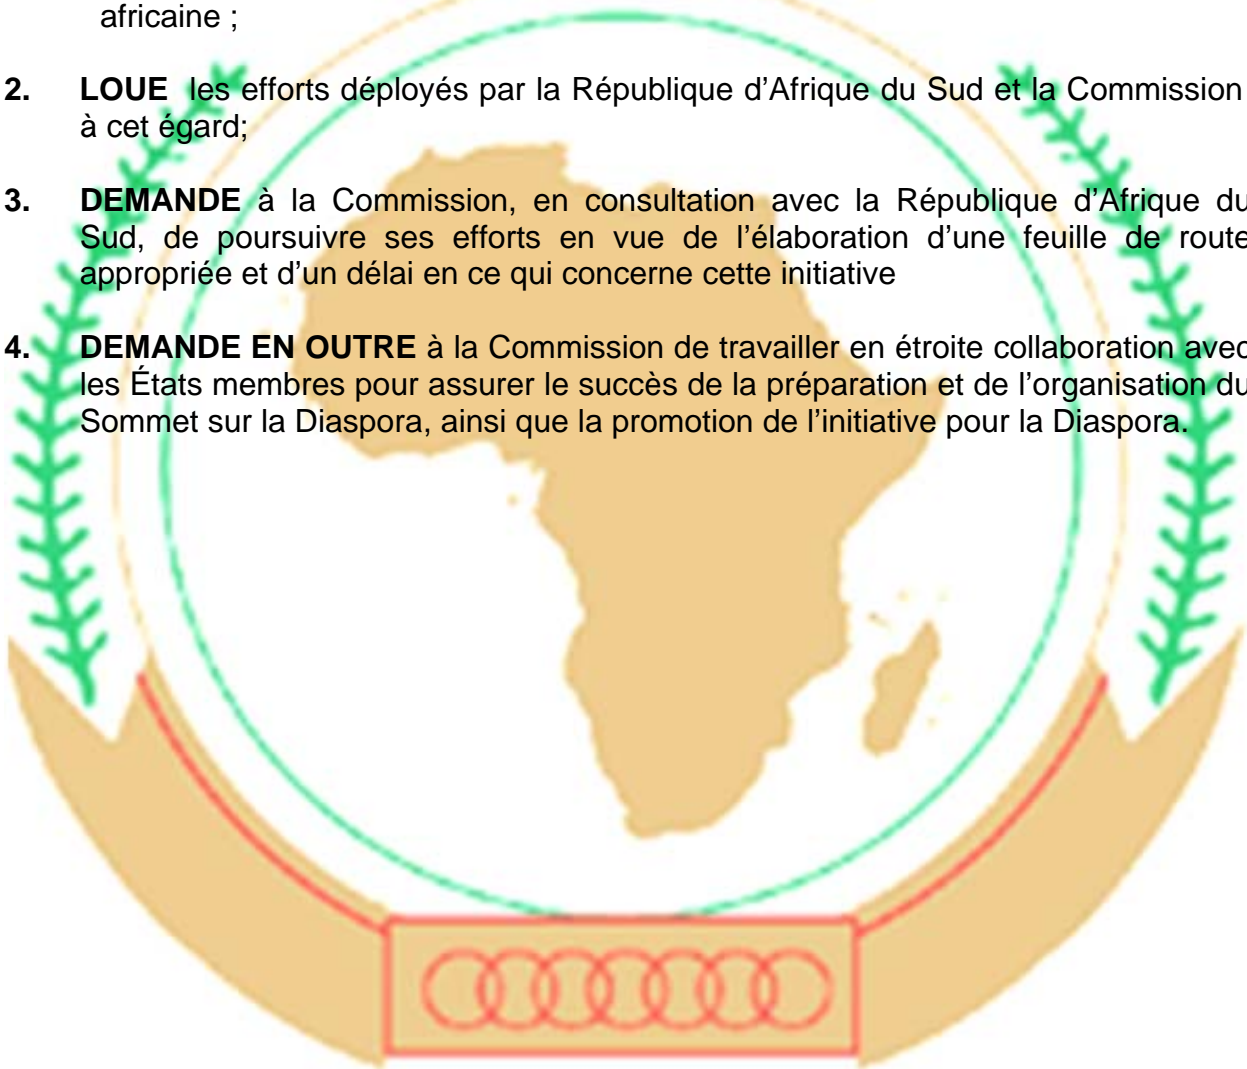 africaine ;
2. LOUE les efforts déployés par la République d'Afrique du Sud et la Commission
à cet égard;
3. DEMANDE à la Commission, en consultation avec la République d'Afrique du
Sud, de poursuivre ses efforts en vue de l'élaboration d'une feuille de route
appropriée et d'un délai en ce qui concerne cette initiative
4. DEMANDE EN OUTRE à la Commission de travailler en étroite collaboration avec
les États membres pour assurer le succès de la préparation et de l'organisation du
Sommet sur la Diaspora, ainsi que la promotion de l'initiative pour la Diaspora.